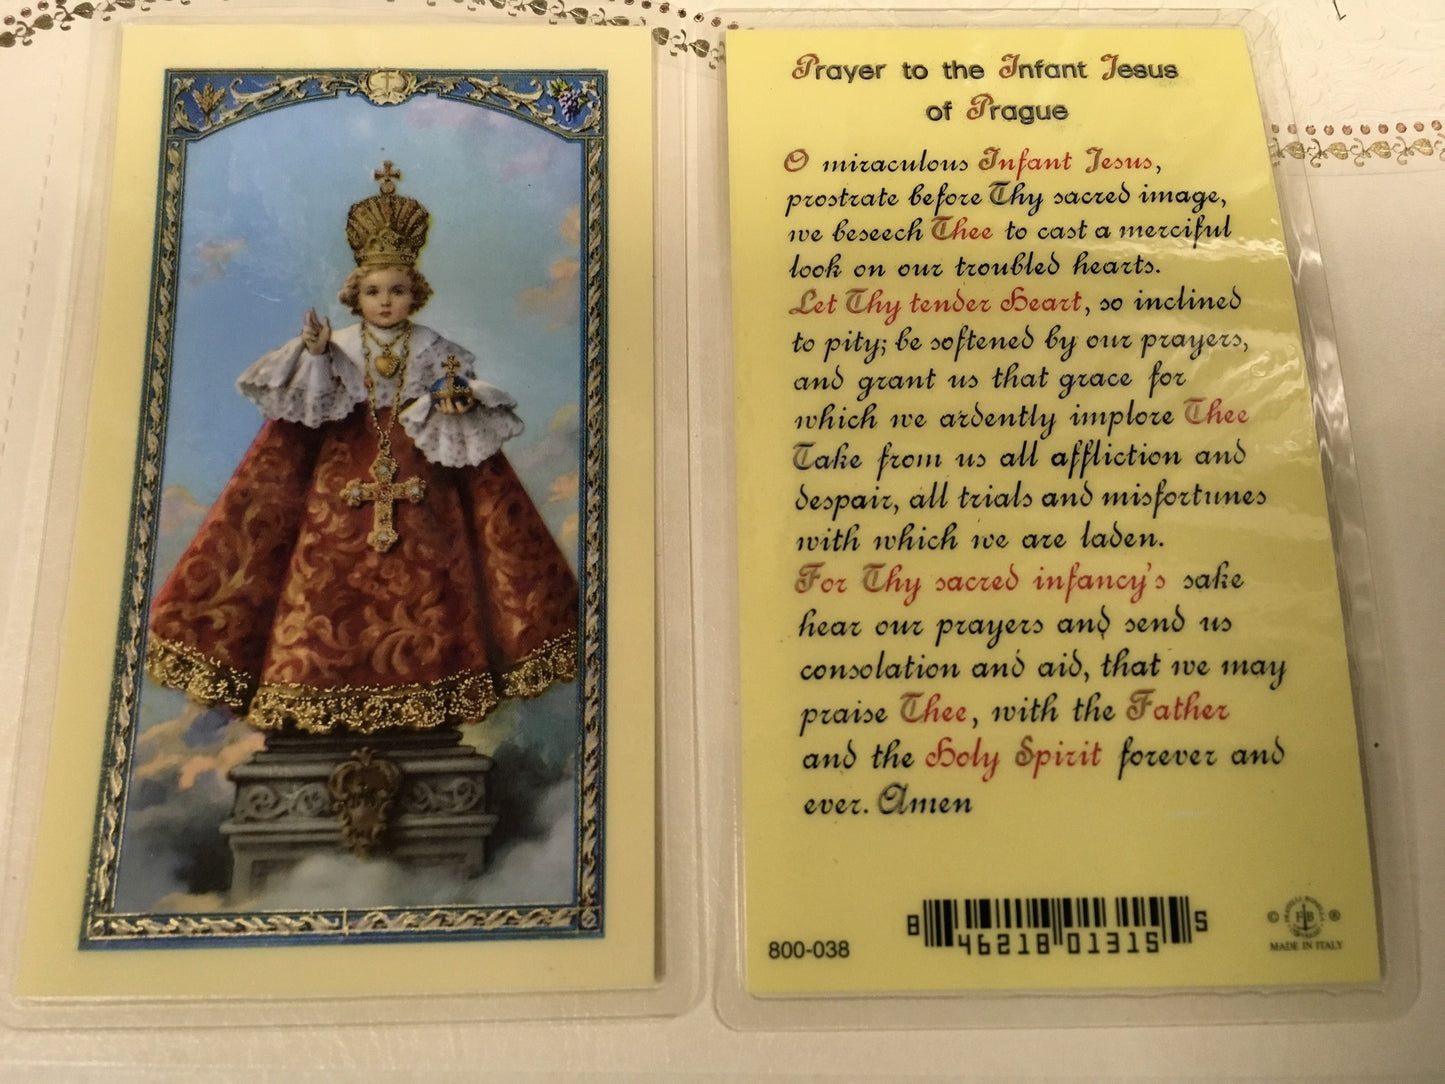 Prayer to the Infant Jesus
of Prague
O miraculous Infant Jesus,
prostrate before Thy sacred image,
we beseech Thee to cast a merciful
look on our troubled hearts.
Let Thy tender Heart, so inclined
to pity; be softened by our prayers,
and grant us that grace for
which we ardently implore Thee
Take from us all affliction and
despair, all trials and misfortunes
with which we are laden.
For Thy sacred infancy's sake
hear our prayers and send us
consolation and aid, that we may
praise Thee, with the Father
and the Holy Spirit forever and
ever. Amen
800-038
8 46218 01315 5
© FB ®
MADE IN ITALY